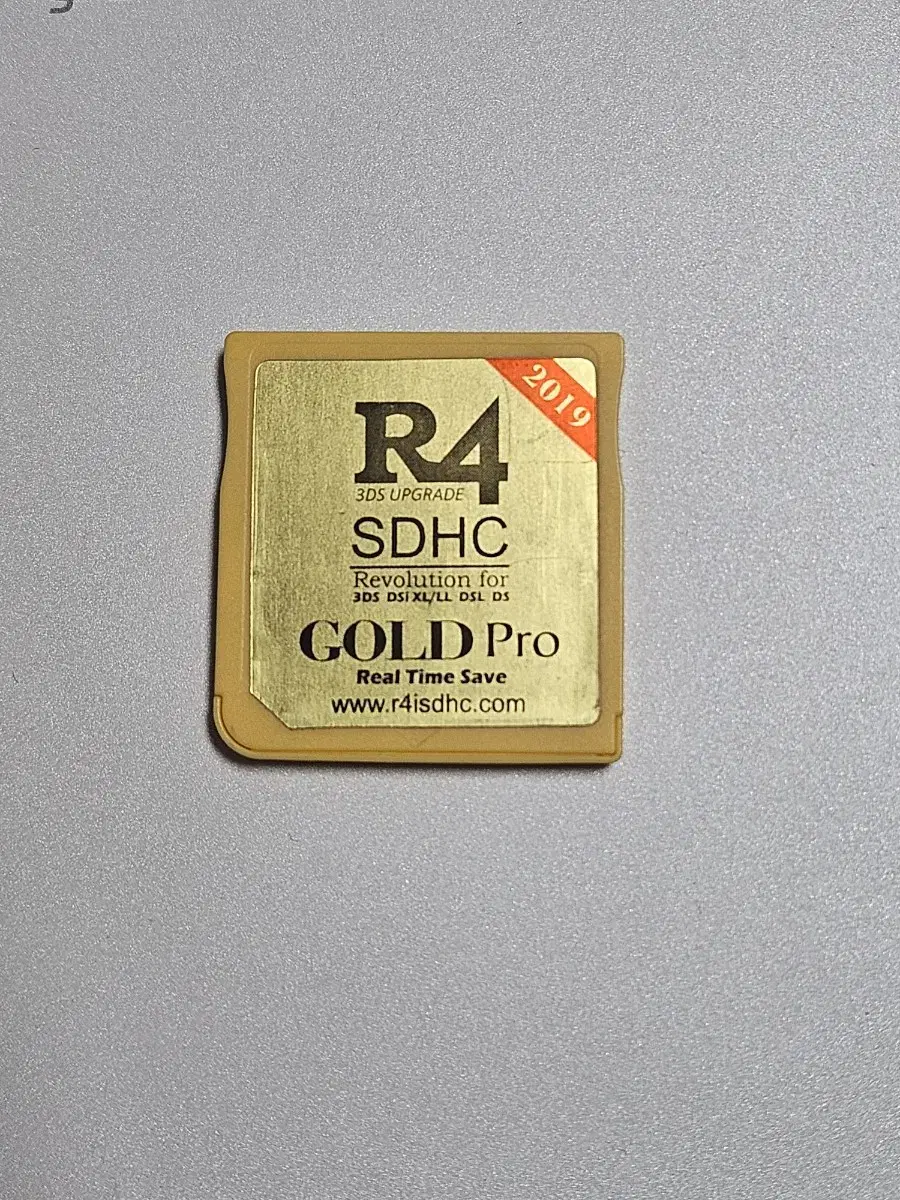 2019
R4
3DS UPGRADE
SDHC
Revolution for
3DS DSi XL/LL DSL DS
GOLD Pro
Real Time Save
www.r4isdhc.com